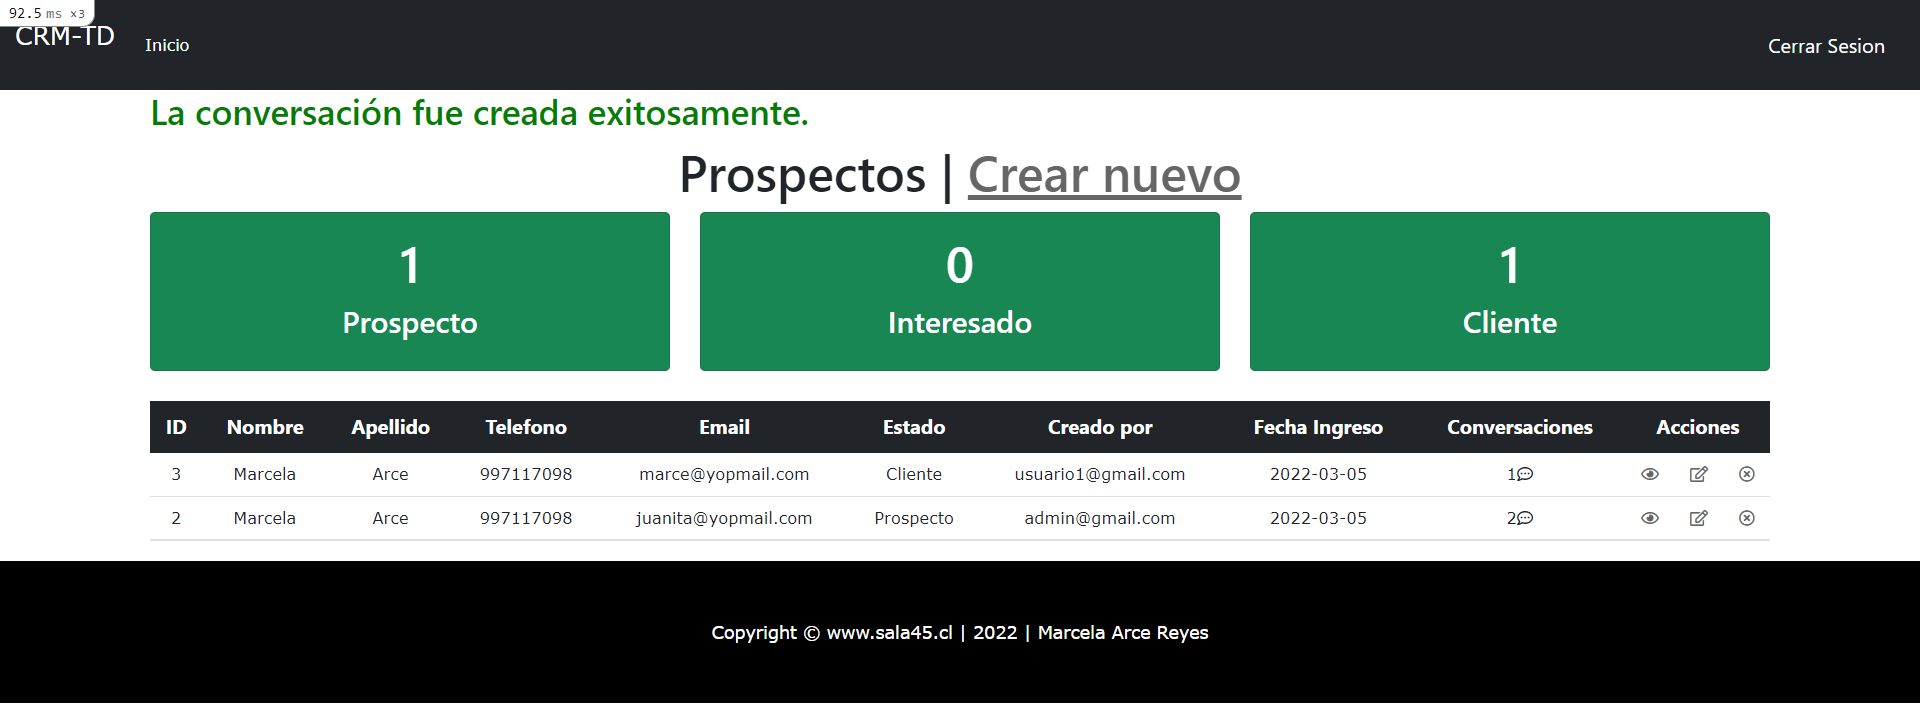 92.5 ms ×3
CRM-TD Inicio Cerrar Sesion
La conversación fue creada exitosamente.
Prospectos | Crear nuevo
1 0 1
Prospecto Interesado Cliente
ID Nombre Apellido Telefono Email Estado Creado por Fecha Ingreso Conversaciones Acciones
3 Marcela Arce 997117098 marce@yopmail.com Cliente usuario1@gmail.com 2022-03-05 1
2 Marcela Arce 997117098 juanita@yopmail.com Prospecto admin@gmail.com 2022-03-05 2
Copyright © www.sala45.cl | 2022 | Marcela Arce Reyes